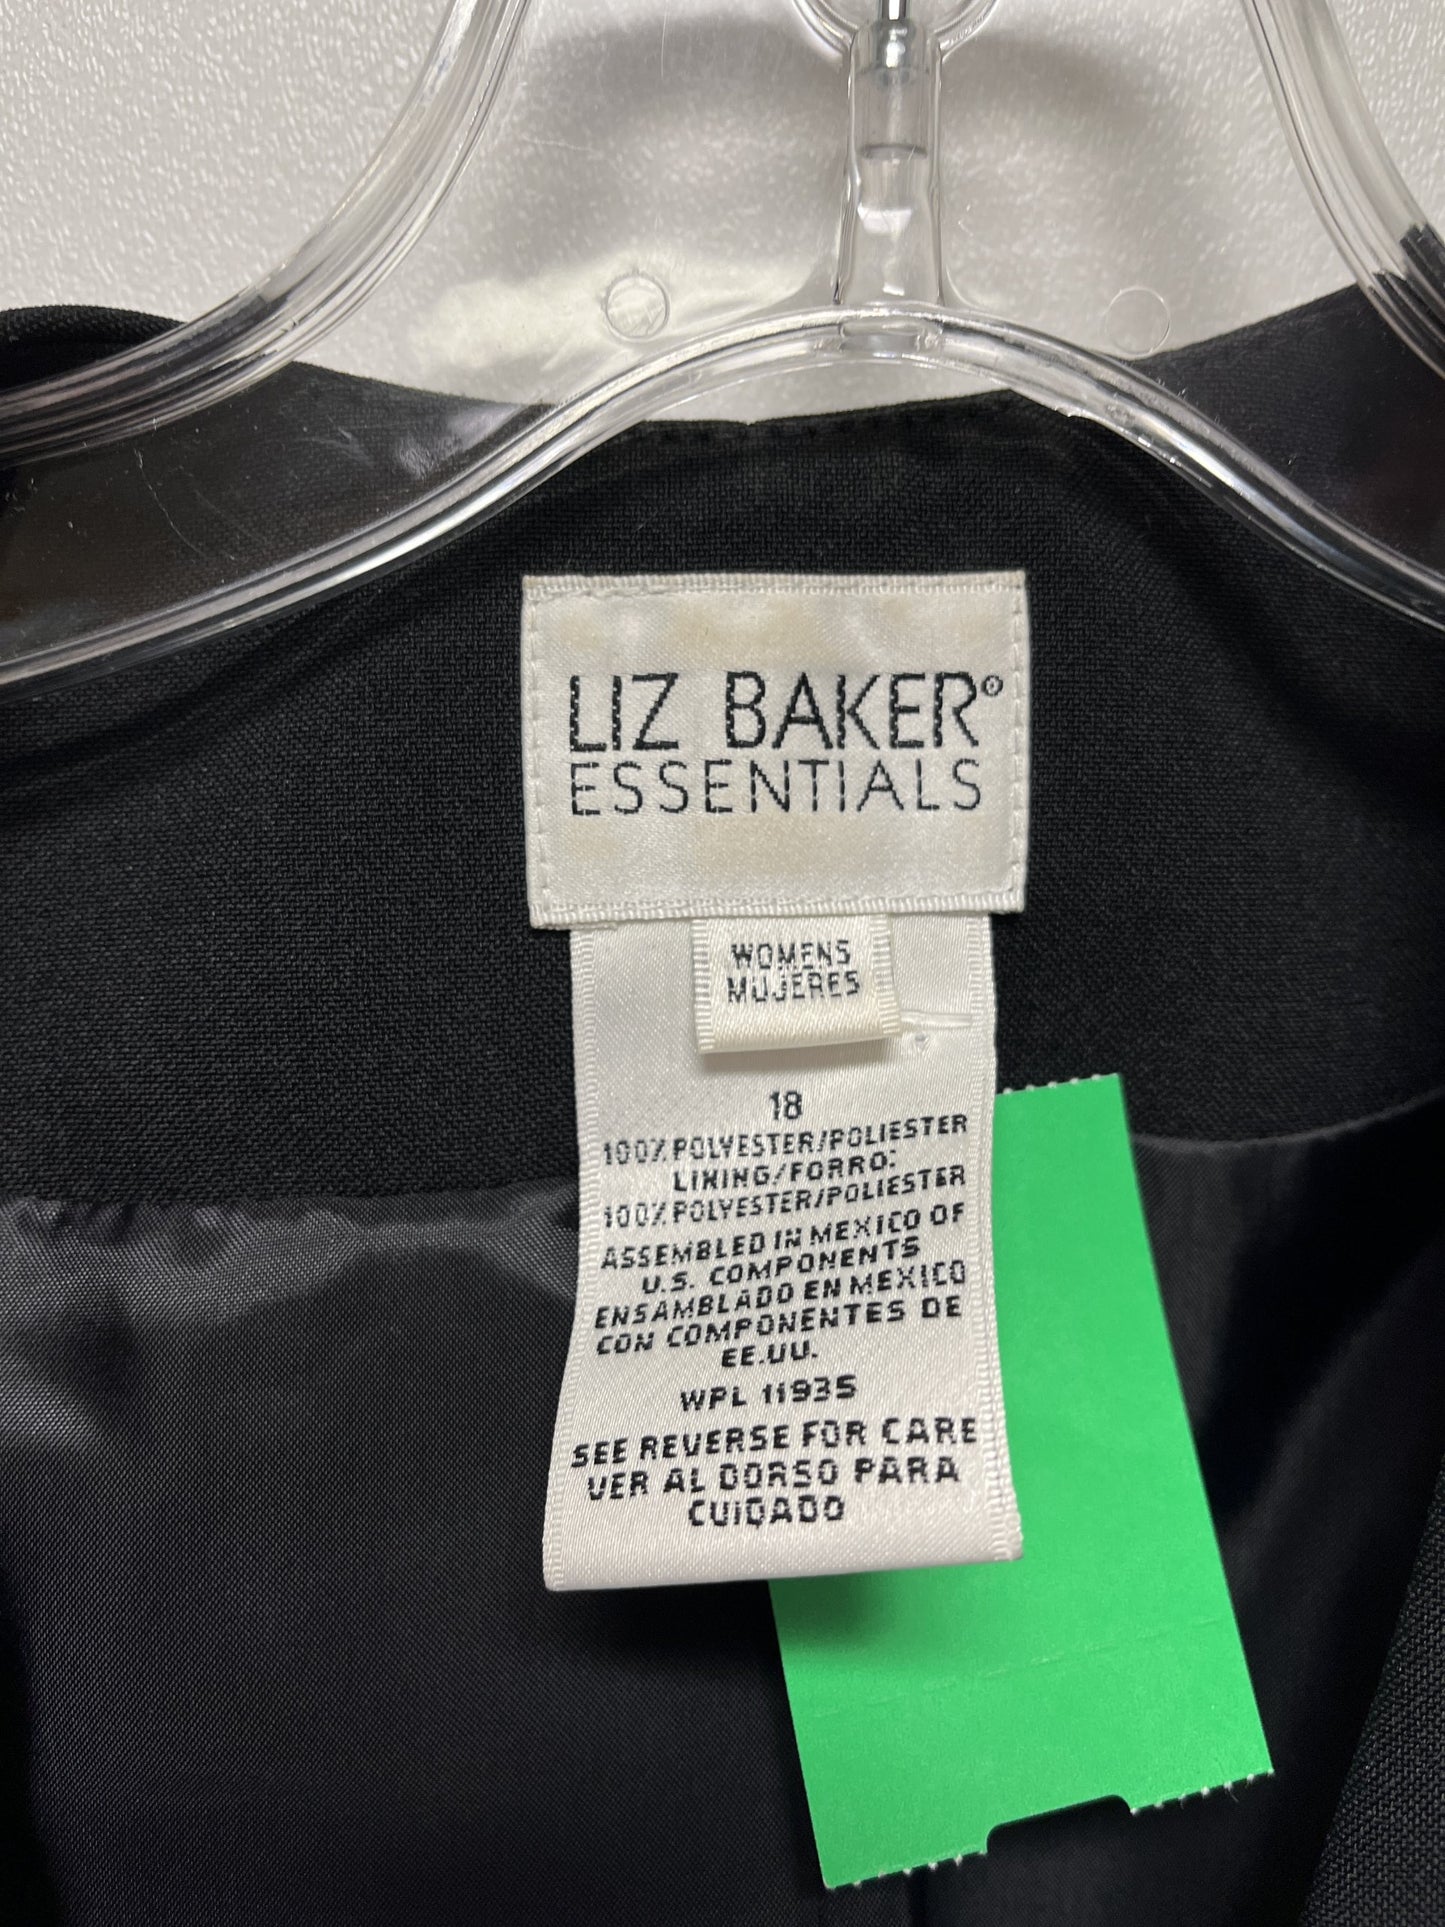 LIZ BAKER®
ESSENTIALS
WOMENS
MUJERES
18
100% POLYESTER/POLIESTER
LINING/FORRO:
100% POLYESTER/POLIESTER
ASSEMBLED IN MEXICO OF
U.S. COMPONENTS
ENSAMBLADO EN MEXICO
CON COMPONENTES DE
EE.UU.
WPL 11935
SEE REVERSE FOR CARE
VER AL DORSO PARA
CUIDADO